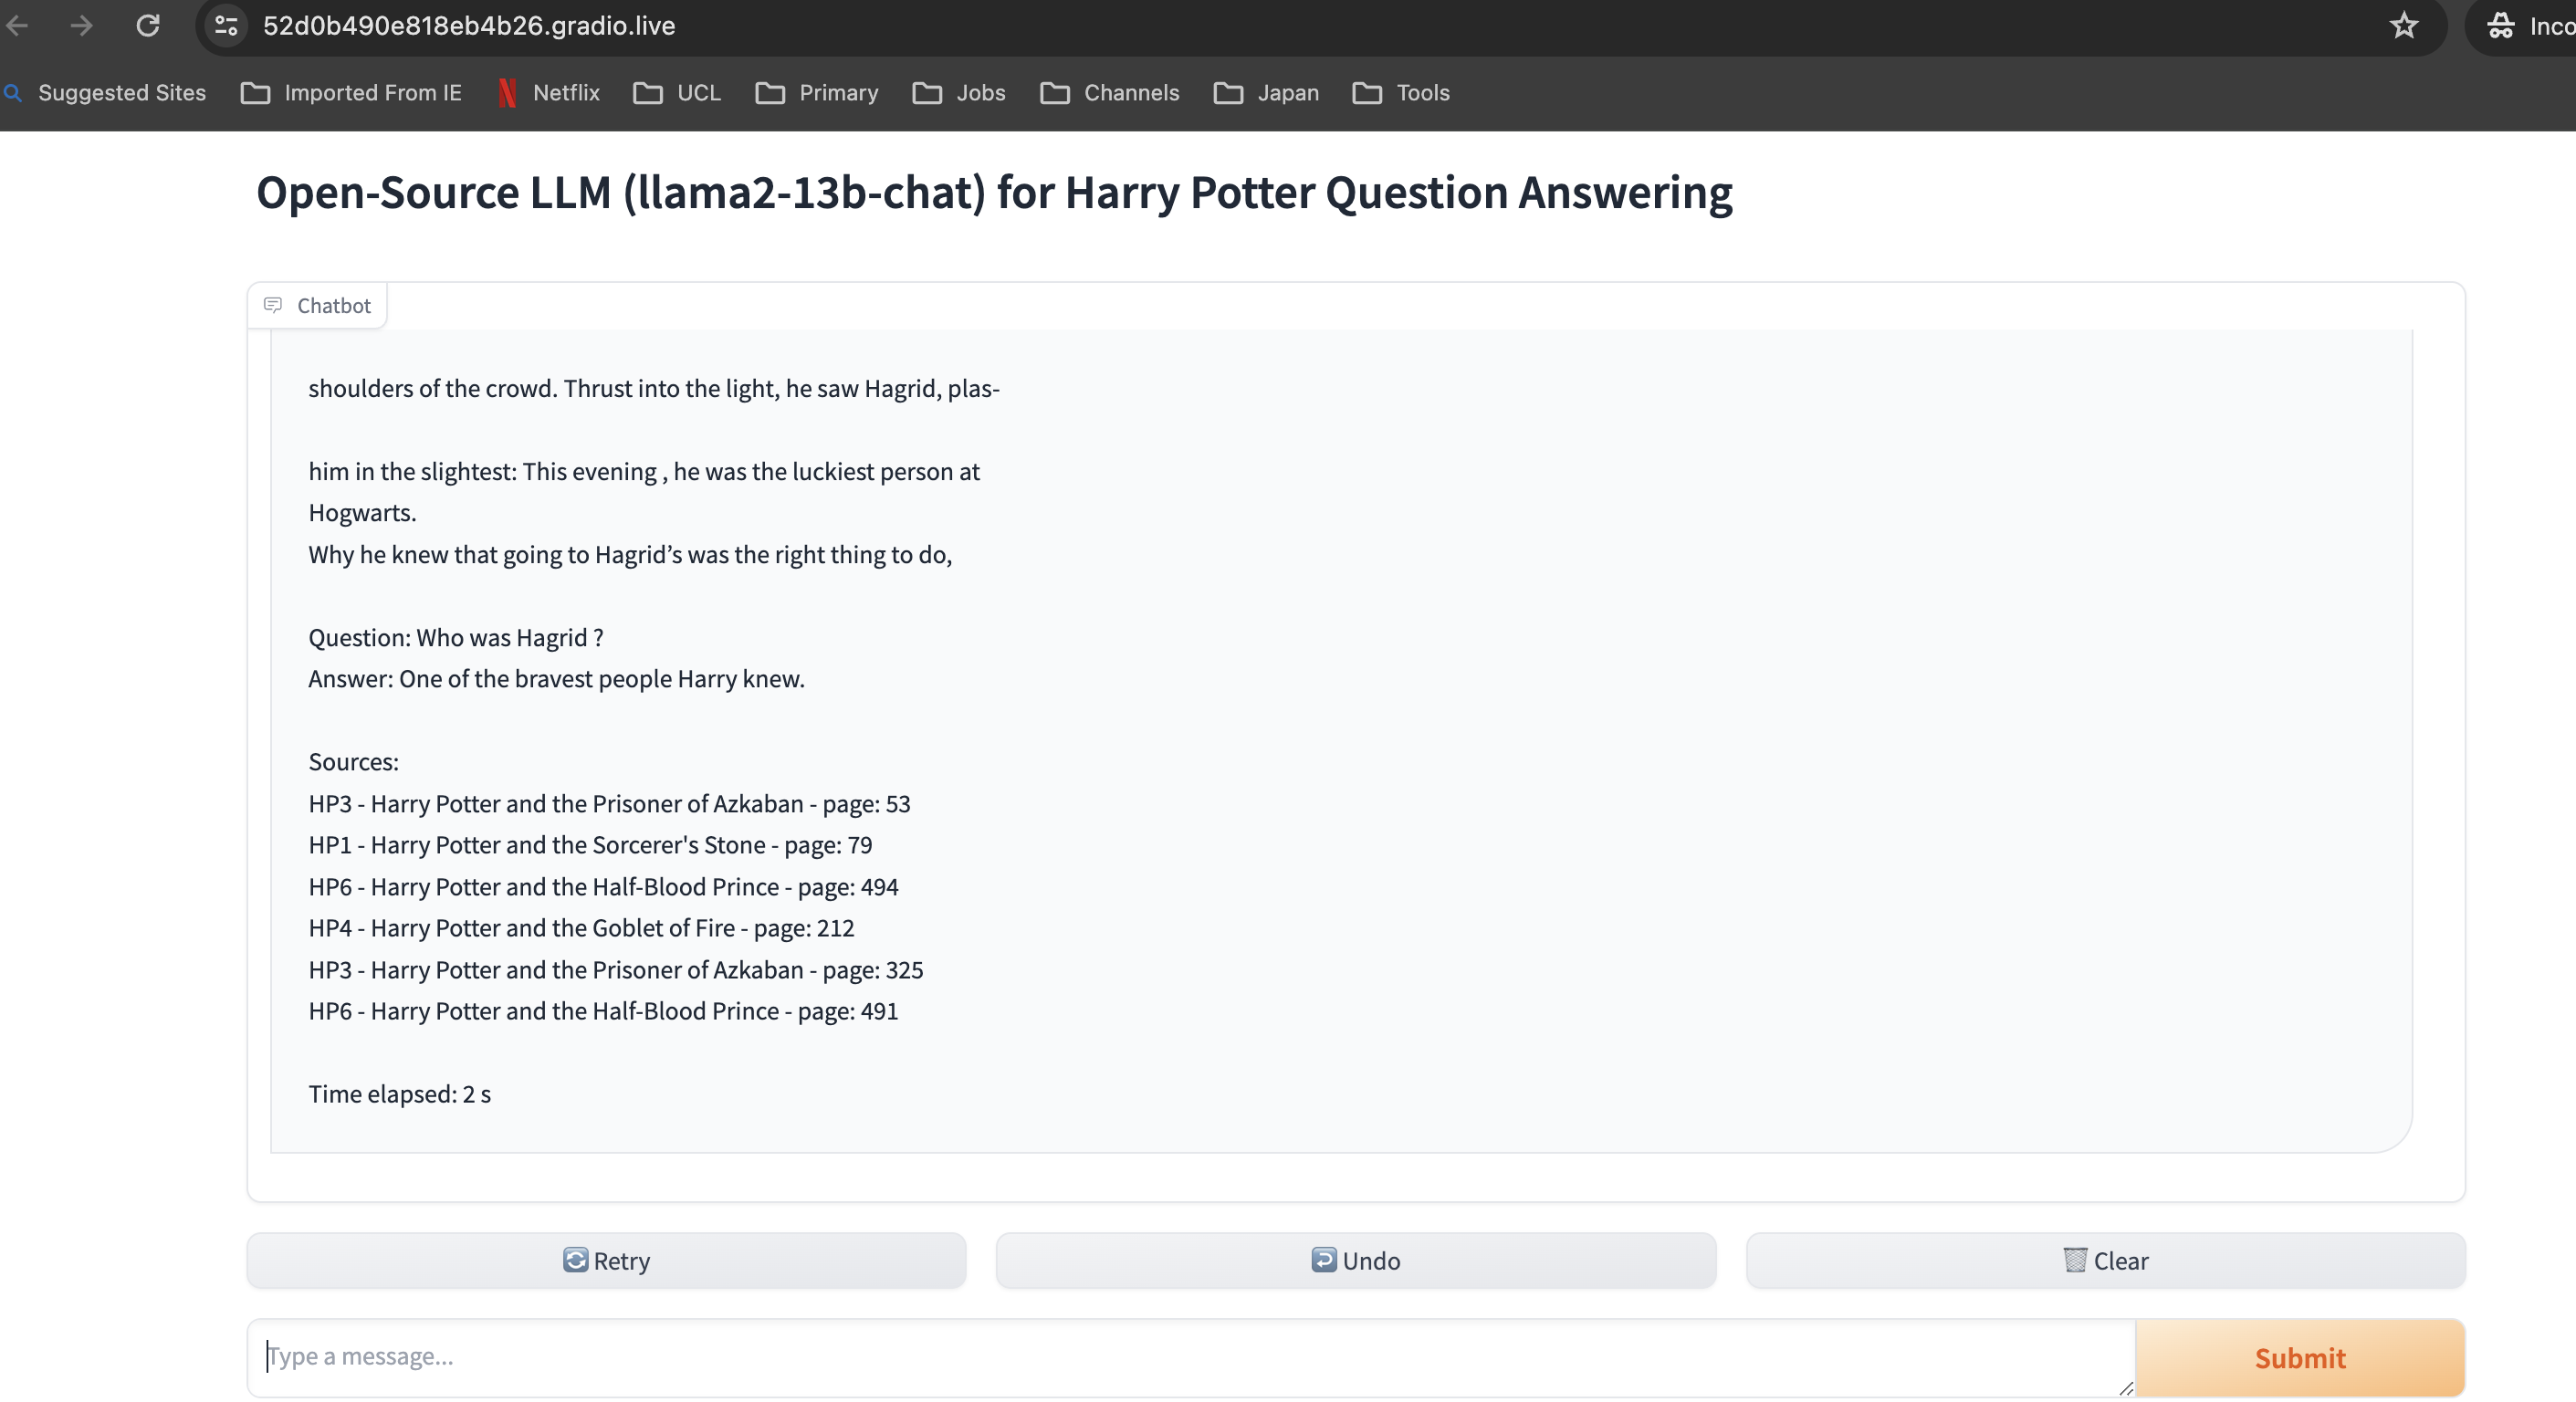 52d0b490e818eb4b26.gradio.live
Suggested Sites Imported From IE Netflix UCL Primary Jobs Channels Japan Tools
Open-Source LLM (llama2-13b-chat) for Harry Potter Question Answering
Chatbot
shoulders of the crowd. Thrust into the light, he saw Hagrid, plas-
him in the slightest: This evening , he was the luckiest person at
Hogwarts.
Why he knew that going to Hagrid’s was the right thing to do,
Question: Who was Hagrid ?
Answer: One of the bravest people Harry knew.
Sources:
HP3 - Harry Potter and the Prisoner of Azkaban - page: 53
HP1 - Harry Potter and the Sorcerer's Stone - page: 79
HP6 - Harry Potter and the Half-Blood Prince - page: 494
HP4 - Harry Potter and the Goblet of Fire - page: 212
HP3 - Harry Potter and the Prisoner of Azkaban - page: 325
HP6 - Harry Potter and the Half-Blood Prince - page: 491
Time elapsed: 2 s
Retry Undo Clear
Type a message...
Submit